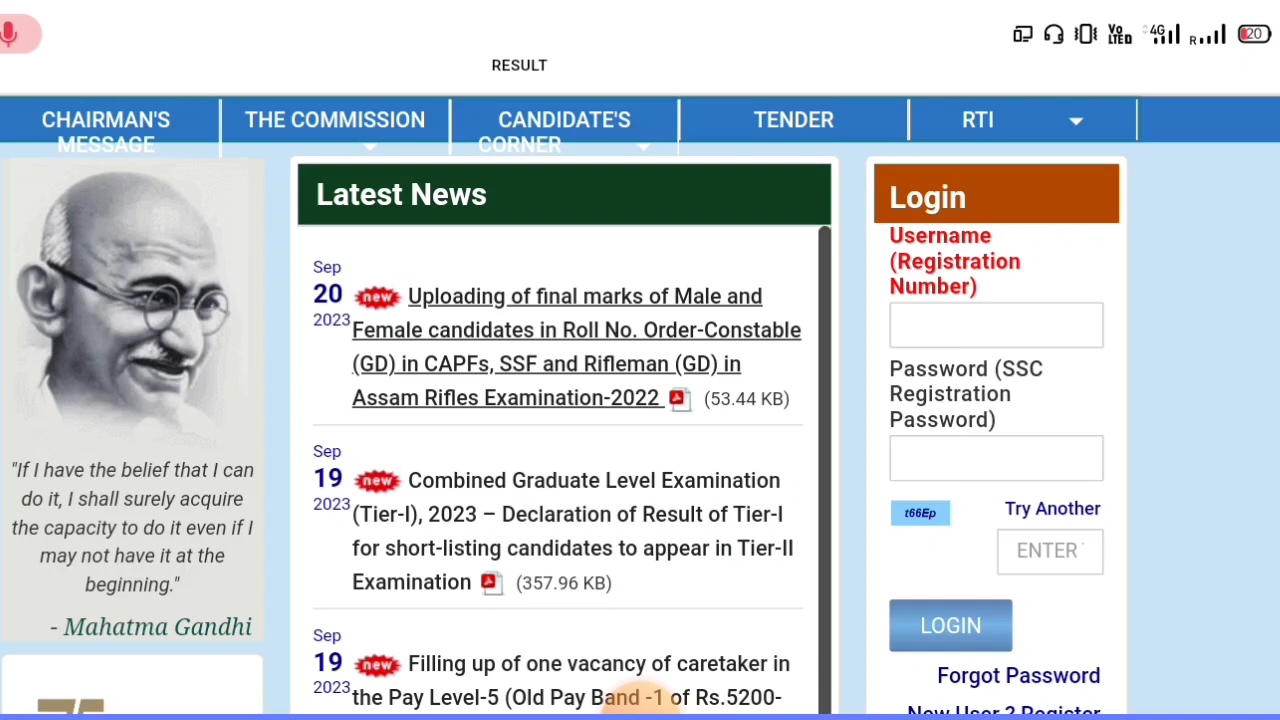 4G
R
20
RESULT
CHAIRMAN'S
MESSAGE
THE COMMISSION
CANDIDATE'S
CORNER
TENDER
RTI
"If I have the belief that I can
do it, I shall surely acquire
the capacity to do it even if I
may not have it at the
beginning."
- Mahatma Gandhi
75
Latest News
Sep
20
2023
new Uploading of final marks of Male and
Female candidates in Roll No. Order-Constable
(GD) in CAPFs, SSF and Rifleman (GD) in
Assam Rifles Examination-2022 (53.44 KB)
Sep
19
2023
new Combined Graduate Level Examination
(Tier-I), 2023 – Declaration of Result of Tier-I
for short-listing candidates to appear in Tier-II
Examination (357.96 KB)
Sep
19
2023
new Filling up of one vacancy of caretaker in
the Pay Level-5 (Old Pay Band -1 of Rs.5200-
Login
Username
(Registration
Number)
Password (SSC
Registration
Password)
t66Ep
Try Another
ENTER
LOGIN
Forgot Password
New User ? Register